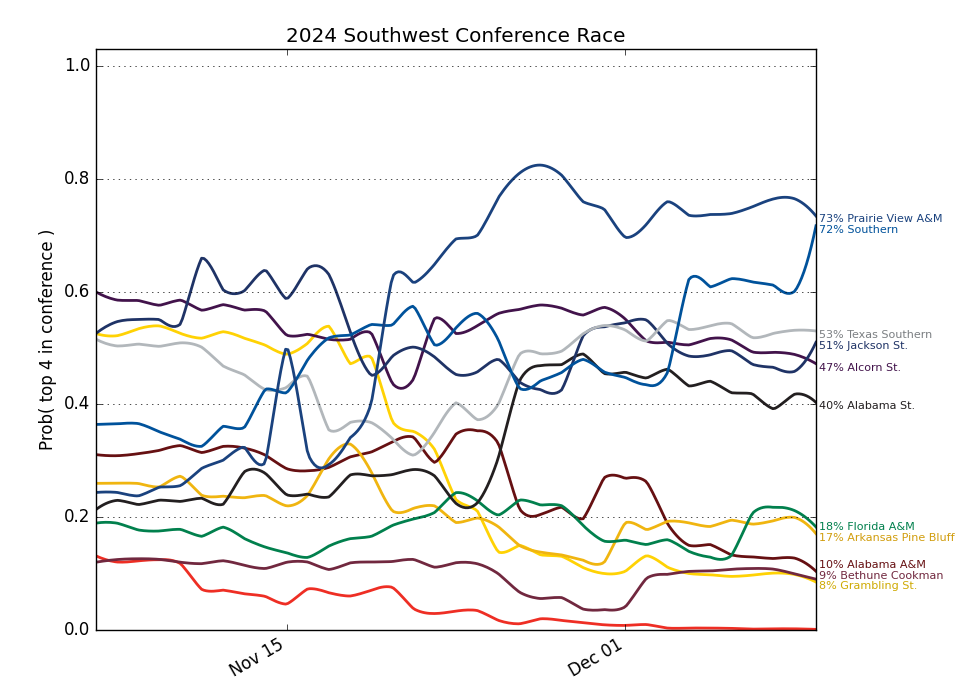 2024 Southwest Conference Race
1.0
0.8
0.6
0.4
0.2
0.0
Prob( top 4 in conference )
Nov 15
Dec 01
73% Prairie View A&M
72% Southern
53% Texas Southern
51% Jackson St.
47% Alcorn St.
40% Alabama St.
18% Florida A&M
17% Arkansas Pine Bluff
10% Alabama A&M
9% Bethune Cookman
8% Grambling St.